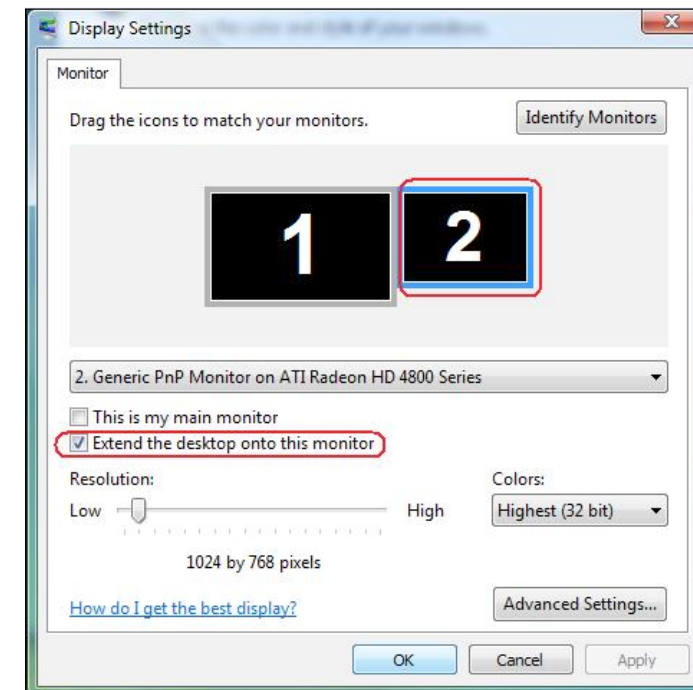 Display Settings
Monitor
Drag the icons to match your monitors.
Identify Monitors
1
2
2. Generic PnP Monitor on ATI Radeon HD 4800 Series
This is my main monitor
Extend the desktop onto this monitor
Resolution:
Colors:
Low
High
Highest (32 bit)
1024 by 768 pixels
How do I get the best display?
Advanced Settings...
OK
Cancel
Apply